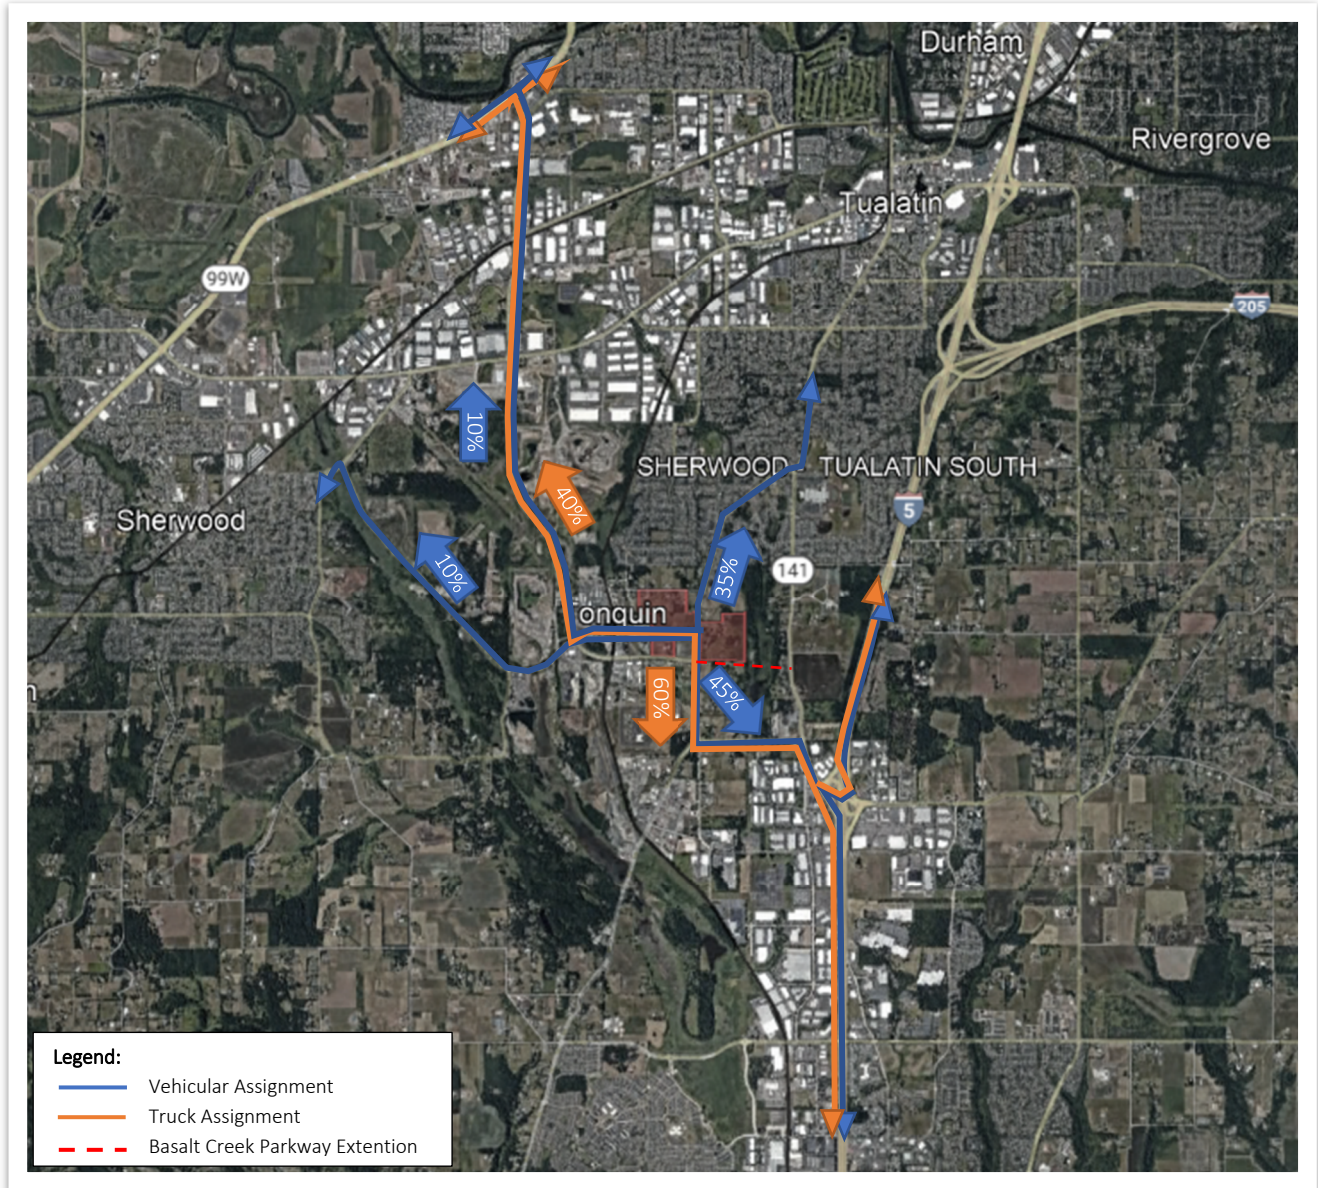 Durham
Rivergrove
Tualatin
99W
205
10%
SHERWOOD - TUALATIN SOUTH
40%
5
Sherwood
10%
35%
141
Tonquin
60%
45%
n
Legend:
Vehicular Assignment
Truck Assignment
Basalt Creek Parkway Extention